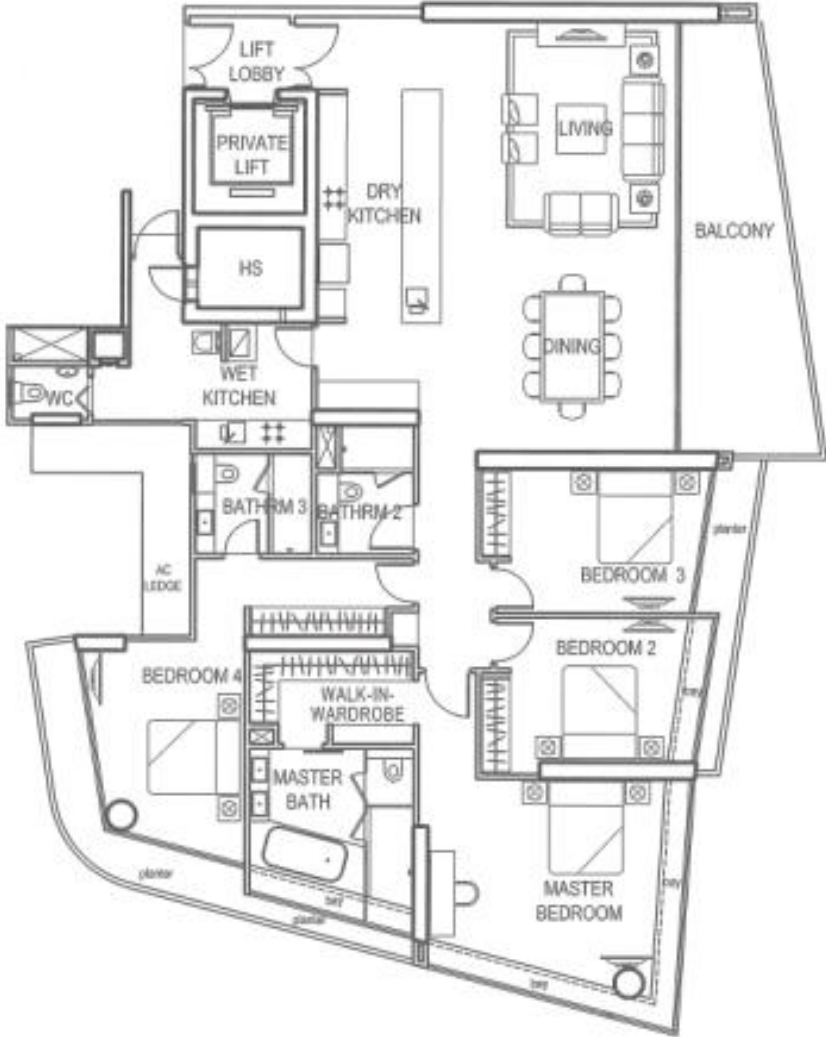 LIFT
LOBBY
PRIVATE
LIFT
LIVING
DRY
KITCHEN
BALCONY
HS
DINING
WET
KITCHEN
WC
BATHRM 3
BATHRM 2
planter
AC
LEDGE
BEDROOM 3
BEDROOM 2
BEDROOM 4
bay
WALK-IN-
WARDROBE
MASTER
BATH
planter
bay
planter
MASTER
BEDROOM
bay
bay